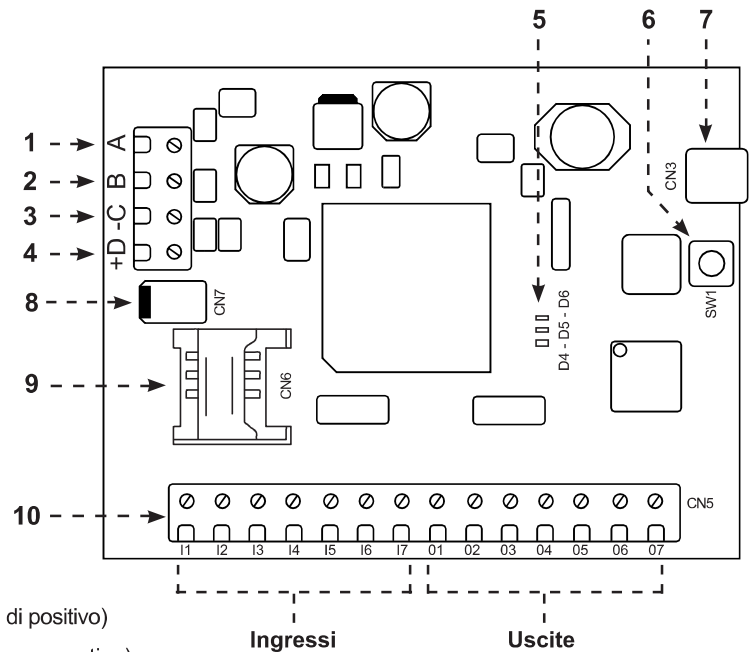 5 6 7
1 A
2 B
3 -C
4 +D
CN3
SW1
8 CN7
D4 - D5 - D6
9 CN6
10 CN5
I1 I2 I3 I4 I5 I6 I7 01 02 03 04 05 06 07
di positivo)
Ingressi Uscite